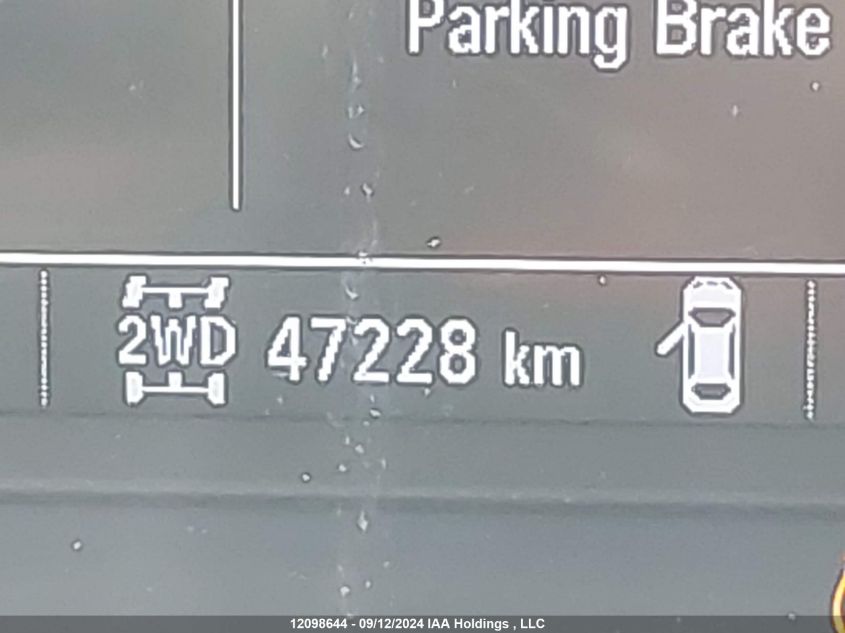 Parking Brake
2WD 47228 km
12098644 - 09/12/2024 IAA Holdings , LLC